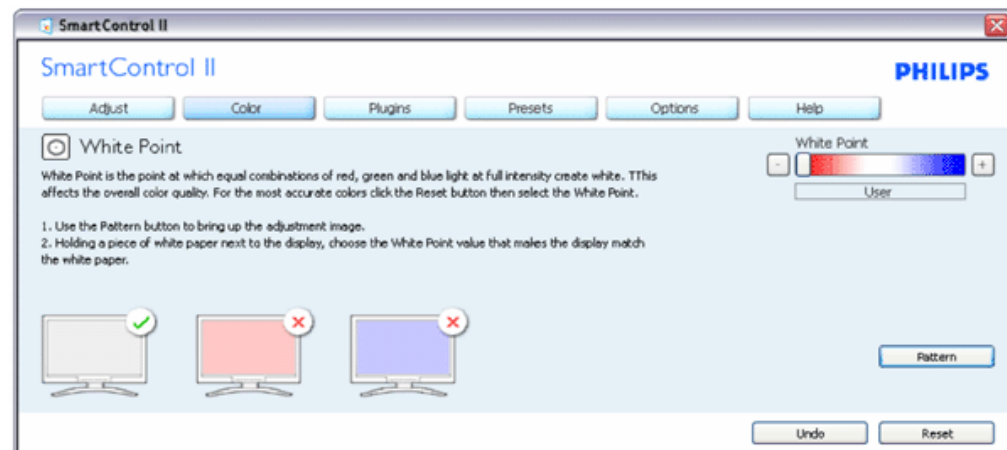 SmartControl II
SmartControl II
PHILIPS
Adjust Color Plugins Presets Options Help
White Point
White Point is the point at which equal combinations of red, green and blue light at full intensity create white. TThis
affects the overall color quality. For the most accurate colors click the Reset button then select the White Point.
1. Use the Pattern button to bring up the adjustment image.
2. Holding a piece of white paper next to the display, choose the White Point value that makes the display match
the white paper.
White Point
- +
User
Pattern
Undo Reset